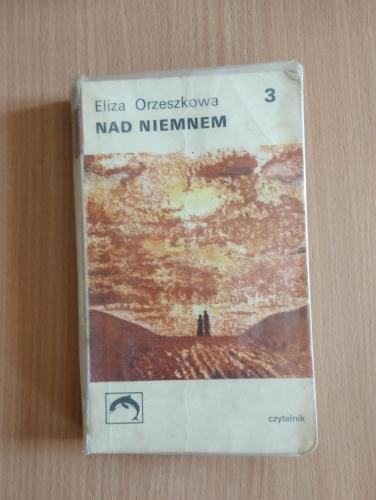 Eliza Orzeszkowa 3
NAD NIEMNEM
czytelnik